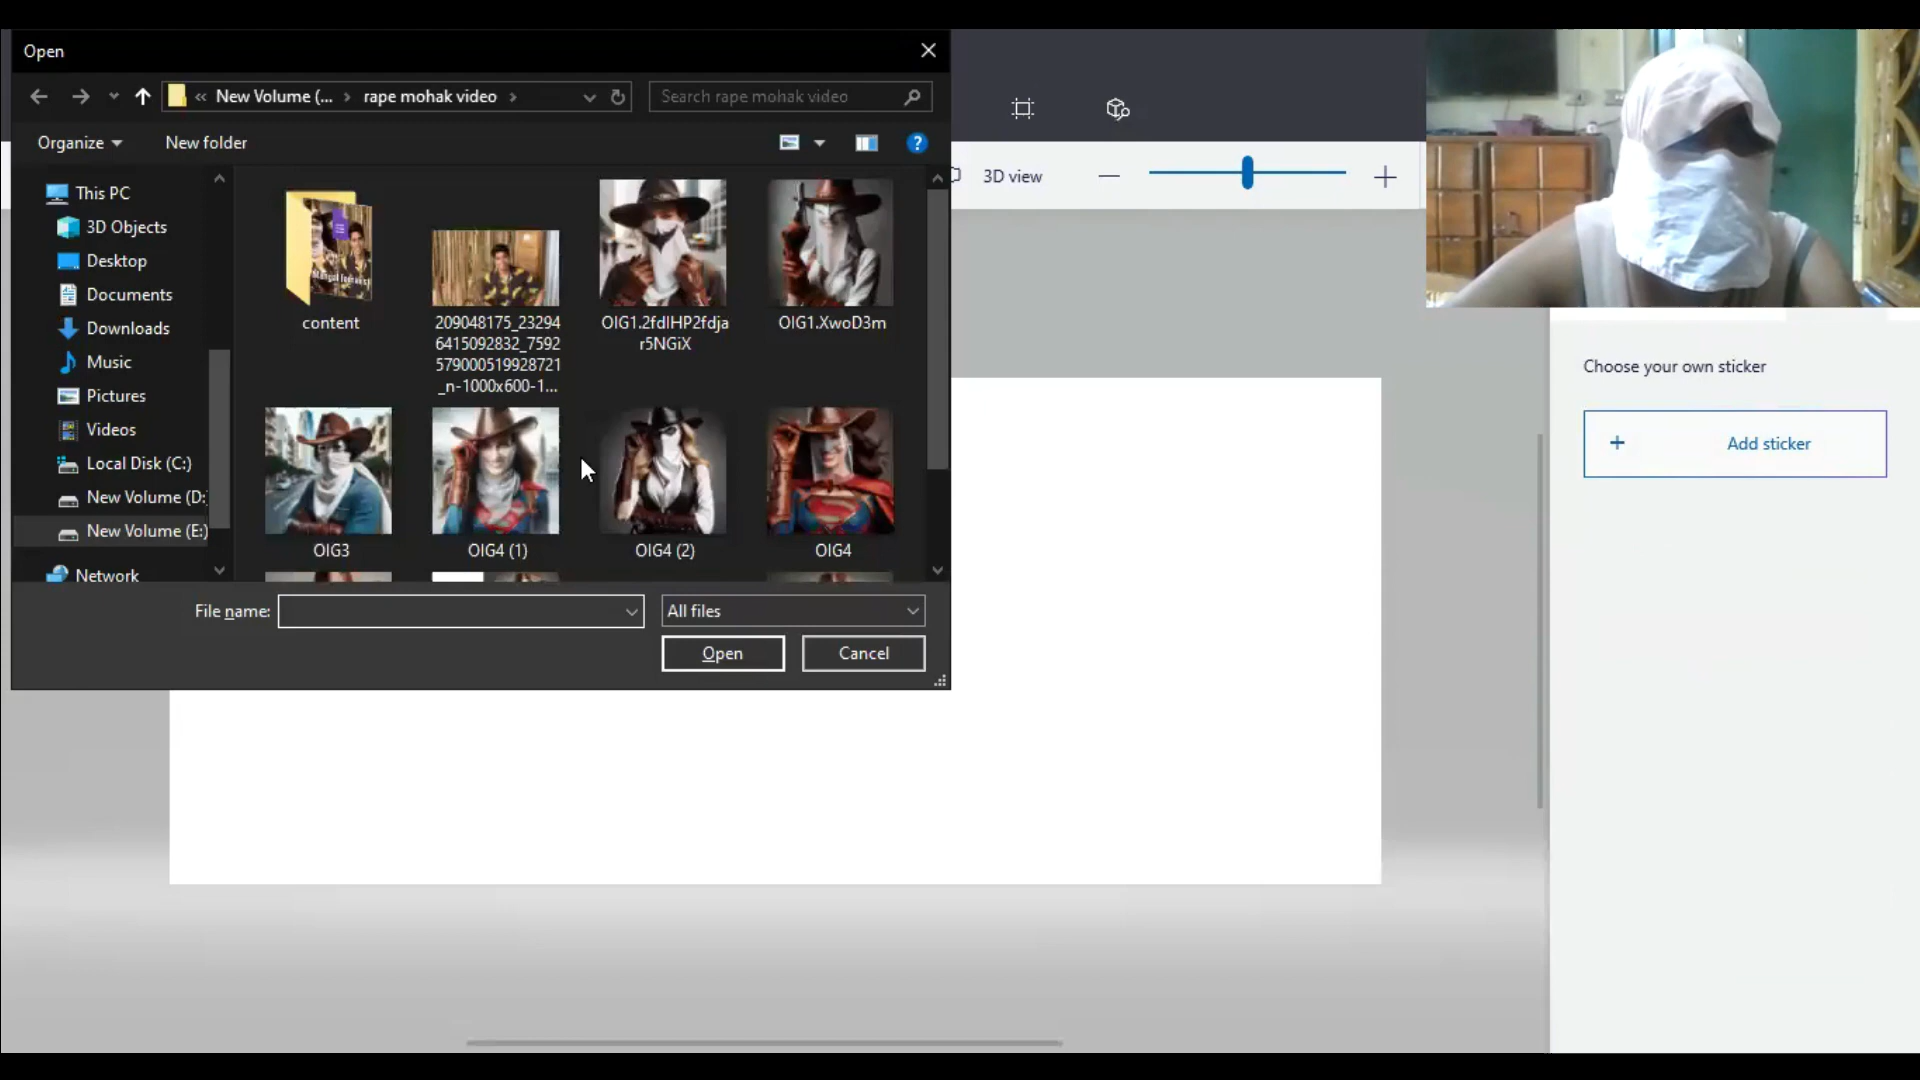 Open
« New Volume (... > rape mohak video >
Search rape mohak video
Organize
New folder
3D view
This PC
3D Objects
Desktop
Documents
Downloads
Music
Pictures
Videos
Local Disk (C:)
New Volume (D:
New Volume (E:)
Network
content
209048175_23294
6415092832_7592
579000519928721
_n-1000x600-1...
OIG1.2fdIHP2fdja
r5NGiX
OIG1.XwoD3m
OIG3
OIG4 (1)
OIG4 (2)
OIG4
File name:
All files
Open
Cancel
Choose your own sticker
+ Add sticker